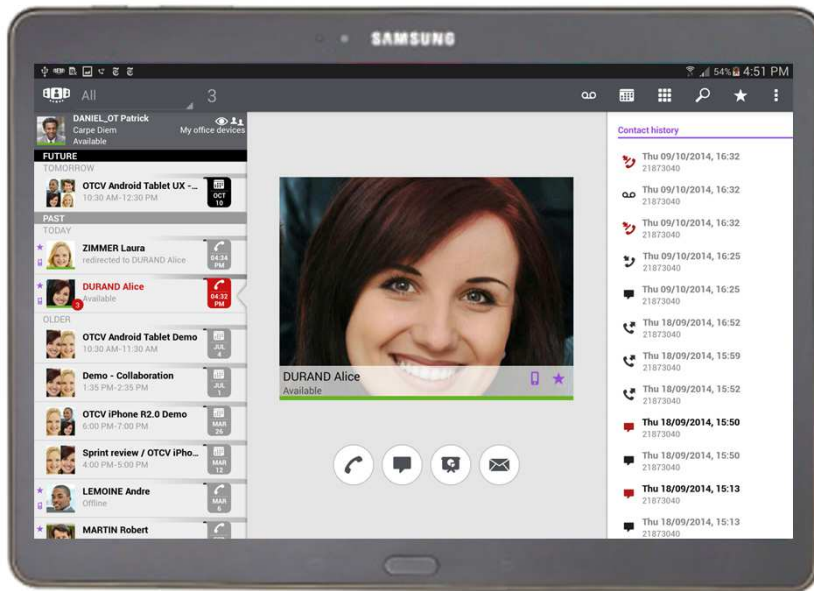 SAMSUNG
54% 4:51 PM
All 3
DANIEL_OT Patrick
Carpe Diem
My office devices
Available
FUTURE
TOMORROW
OTCV Android Tablet UX -...
10:30 AM-12:30 PM
OCT
10
PAST
TODAY
ZIMMER Laura
redirected to DURAND Alice
04:34
PM
DURAND Alice
Available
3
04:32
PM
OLDER
OTCV Android Tablet Demo
10:30 AM-11:30 AM
JUL
4
Demo - Collaboration
1:35 PM-2:35 PM
JUL
1
OTCV iPhone R2.0 Demo
6:00 PM-7:00 PM
MAR
26
Sprint review / OTCV iPho...
4:00 PM-5:00 PM
MAR
12
LEMOINE Andre
Offline
MAR
6
MARTIN Robert
DURAND Alice
Available
Contact history
Thu 09/10/2014, 16:32
21873040
Thu 09/10/2014, 16:32
21873040
Thu 09/10/2014, 16:32
21873040
Thu 09/10/2014, 16:25
21873040
Thu 09/10/2014, 16:25
21873040
Thu 18/09/2014, 16:52
21873040
Thu 18/09/2014, 15:59
21873040
Thu 18/09/2014, 15:52
21873040
Thu 18/09/2014, 15:50
21873040
Thu 18/09/2014, 15:50
21873040
Thu 18/09/2014, 15:13
21873040
Thu 18/09/2014, 15:13
21873040